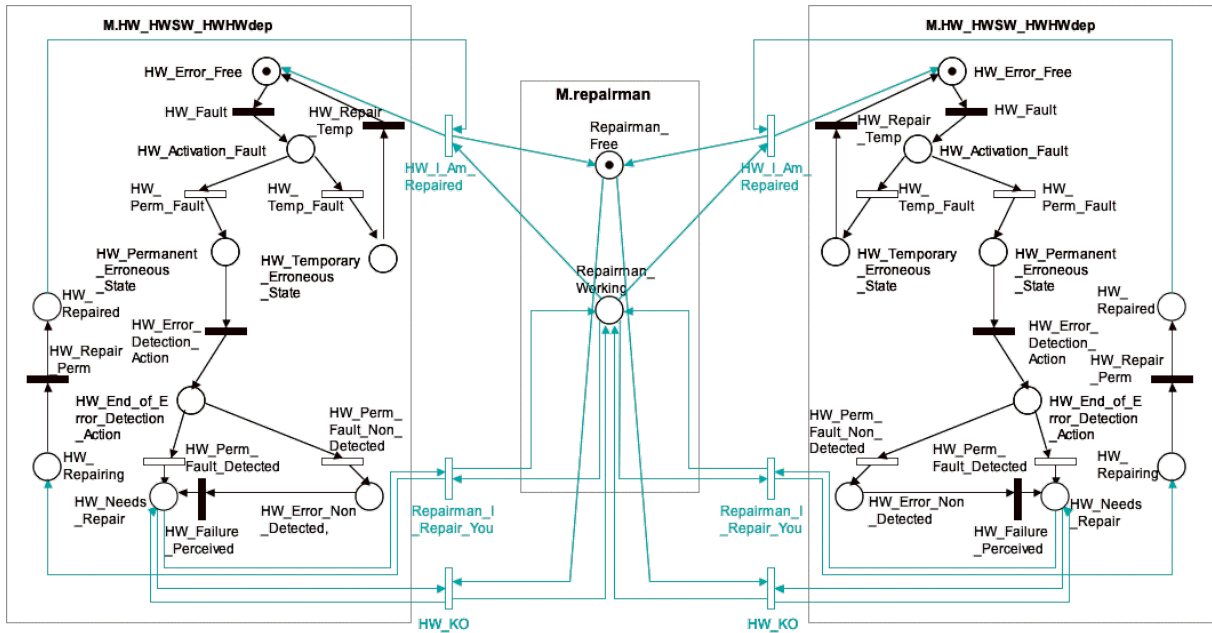 M.HW_HWSW_HWHWdep
HW_Error_Free
HW_Fault
HW_Repair
_Temp
HW_Activation_Fault
HW_
Perm_Fault
HW_
Temp_Fault
HW_Permanent
_Erroneous
_State
HW_Temporary
_Erroneous
_State
HW_
Repaired
HW_Error_
Detection_
Action
HW_Repair
_Perm
HW_End_of_E
rror_Detection
_Action
HW_Perm_
Fault_Non_
Detected
HW_Perm_
Fault_Detected
HW_
Repairing
HW_Needs
_Repair
HW_Failure
_Perceived
HW_Error_Non
_Detected,
HW_I_Am_
Repaired
Repairman_I
_Repair_You
HW_KO
M.repairman
Repairman_
Free
Repairman_
Working
M.HW_HWSW_HWHWdep
HW_Error_Free
HW_Fault
HW_Repair_
Temp
HW_Activation_Fault
HW_I_Am_
Repaired
HW_
Temp_Fault
HW_
Perm_Fault
HW_Temporary
_Erroneous
_State
HW_Permanent
_Erroneous
_State
HW_
Repaired
HW_Error_
Detection_
Action
HW_Repair
_Perm
HW_End_of_E
rror_Detection
_Action
HW_Perm_
Fault_Non_
Detected
HW_Perm_
Fault_Detected
HW_
Repairing
HW_Error_Non
_Detected
HW_Needs
_Repair
HW_Failure
_Perceived
Repairman_I
_Repair_You
HW_KO